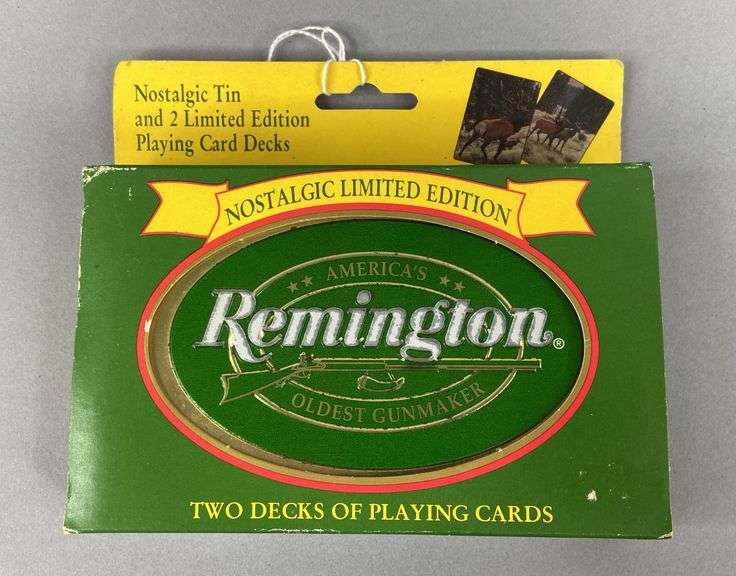 Nostalgic Tin
and 2 Limited Edition
Playing Card Decks
NOSTALGIC LIMITED EDITION
AMERICA'S
Remington®
OLDEST GUNMAKER
TWO DECKS OF PLAYING CARDS